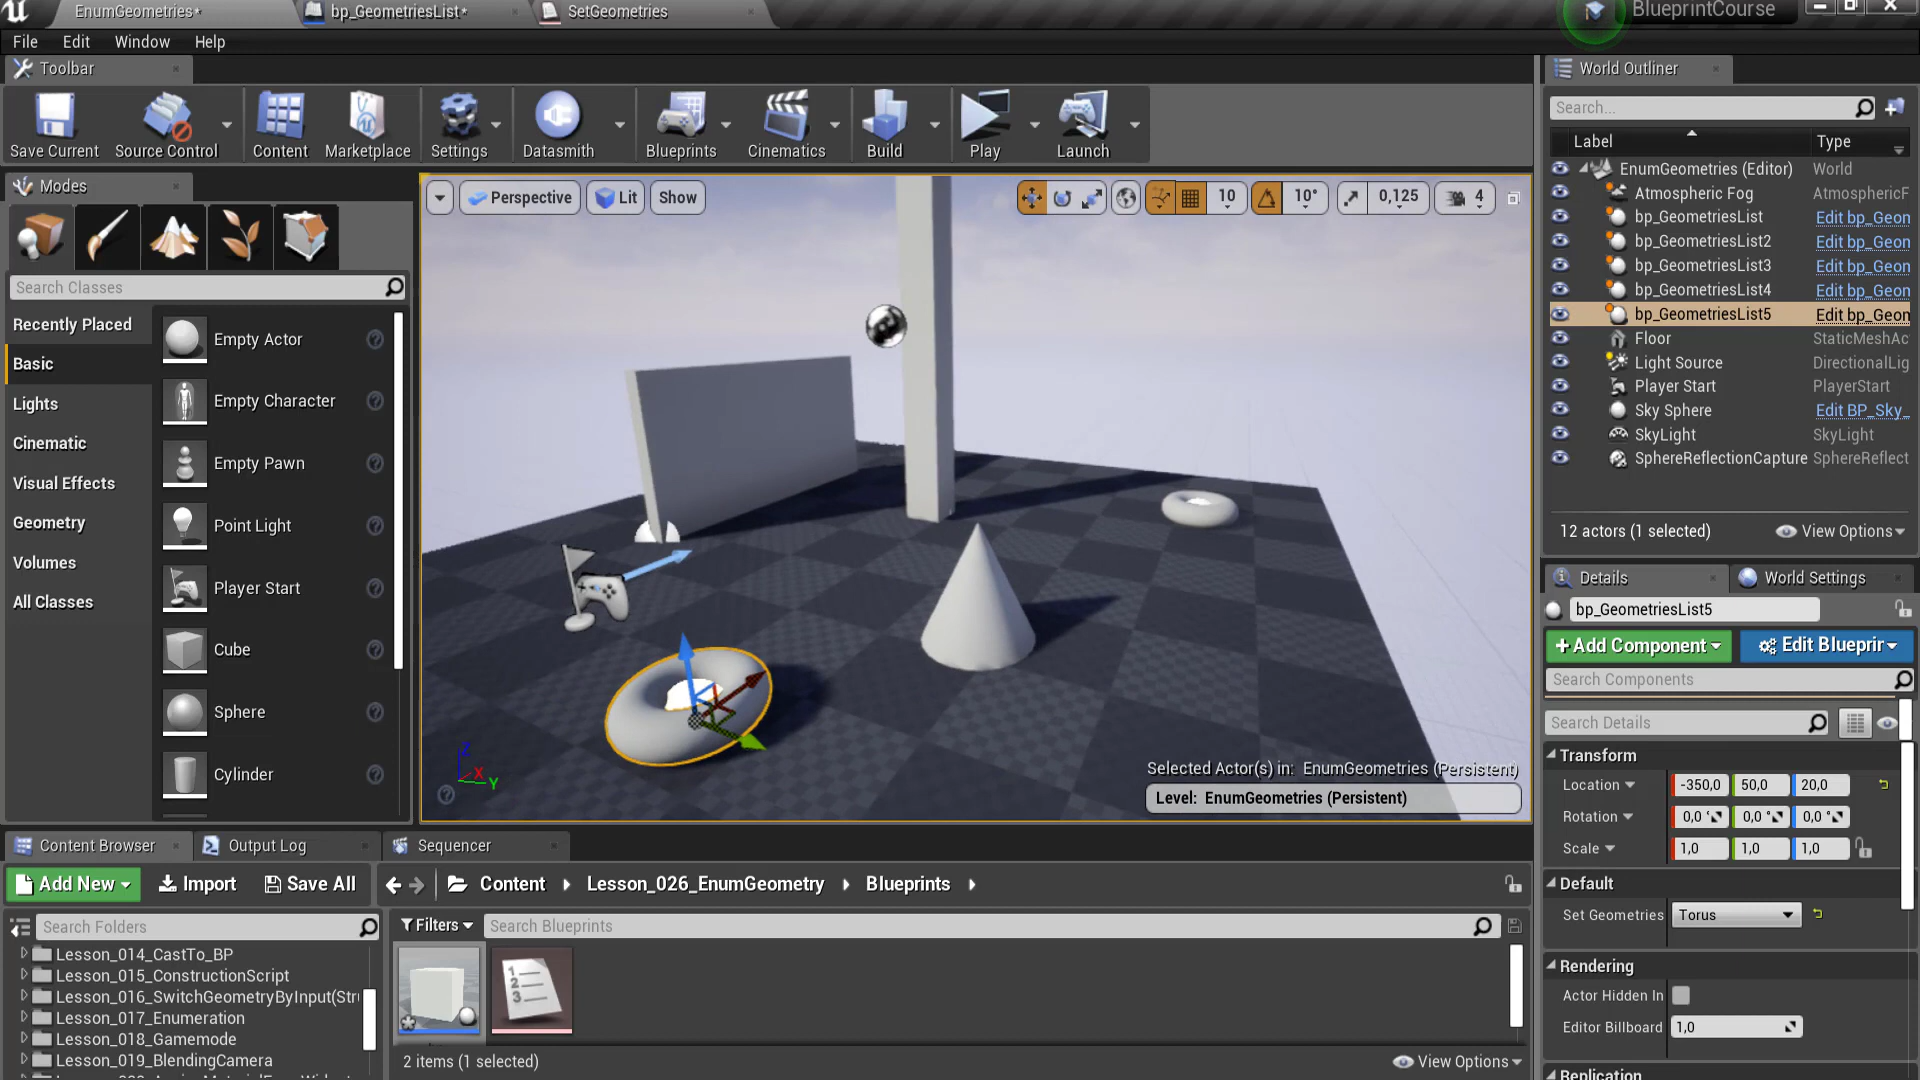 EnumGeometries*
bp_GeometriesList*
SetGeometries
BlueprintCourse
File
Edit
Window
Help
Toolbar
World Outliner
Save Current
Source Control
Content
Marketplace
Settings
Datasmith
Blueprints
Cinematics
Build
Play
Launch
Search...
Label
Type
EnumGeometries (Editor)
World
Atmospheric Fog
AtmosphericF
bp_GeometriesList
Edit bp_Geon
bp_GeometriesList2
Edit bp_Geon
bp_GeometriesList3
Edit bp_Geon
bp_GeometriesList4
Edit bp_Geon
bp_GeometriesList5
Edit bp_Geon
Floor
StaticMeshAc
Light Source
DirectionalLig
Player Start
PlayerStart
Sky Sphere
Edit BP_Sky_
SkyLight
SkyLight
SphereReflectionCapture
SphereReflect
12 actors (1 selected)
View Options
Modes
Search Classes
Recently Placed
Basic
Lights
Cinematic
Visual Effects
Geometry
Volumes
All Classes
Empty Actor
Empty Character
Empty Pawn
Point Light
Player Start
Cube
Sphere
Cylinder
Perspective
Lit
Show
10
10°
0,125
4
Z
X
Y
Selected Actor(s) in: EnumGeometries (Persistent)
Level: EnumGeometries (Persistent)
Details
World Settings
bp_GeometriesList5
+Add Component
Edit Blueprir
Search Components
Search Details
Transform
Location
-350,0
50,0
20,0
Rotation
0,0 °
0,0 °
0,0 °
Scale
1,0
1,0
1,0
Default
Set Geometries
Torus
Rendering
Actor Hidden In
Editor Billboard
1,0
Replication
Content Browser
Output Log
Sequencer
Add New
Import
Save All
Content
Lesson_026_EnumGeometry
Blueprints
Search Folders
Filters
Search Blueprints
Lesson_014_CastTo_BP
Lesson_015_ConstructionScript
Lesson_016_SwitchGeometryByInput(Str
Lesson_017_Enumeration
Lesson_018_Gamemode
Lesson_019_BlendingCamera
1
2
3
2 items (1 selected)
View Options